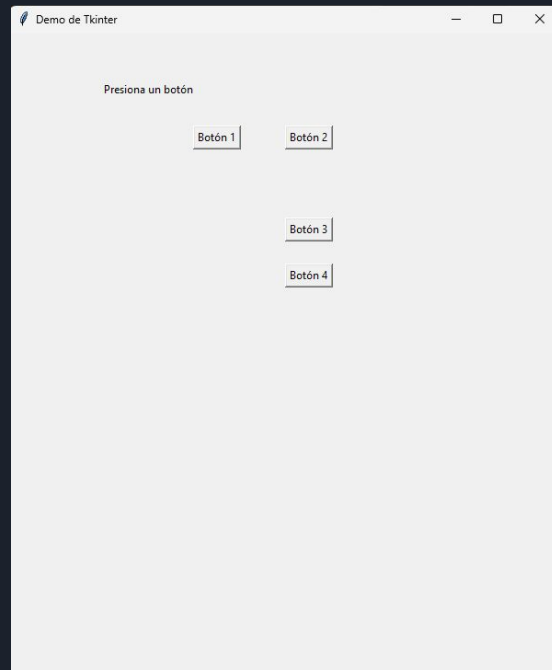 Demo de Tkinter
Presiona un botón
Botón 1 Botón 2
Botón 3
Botón 4